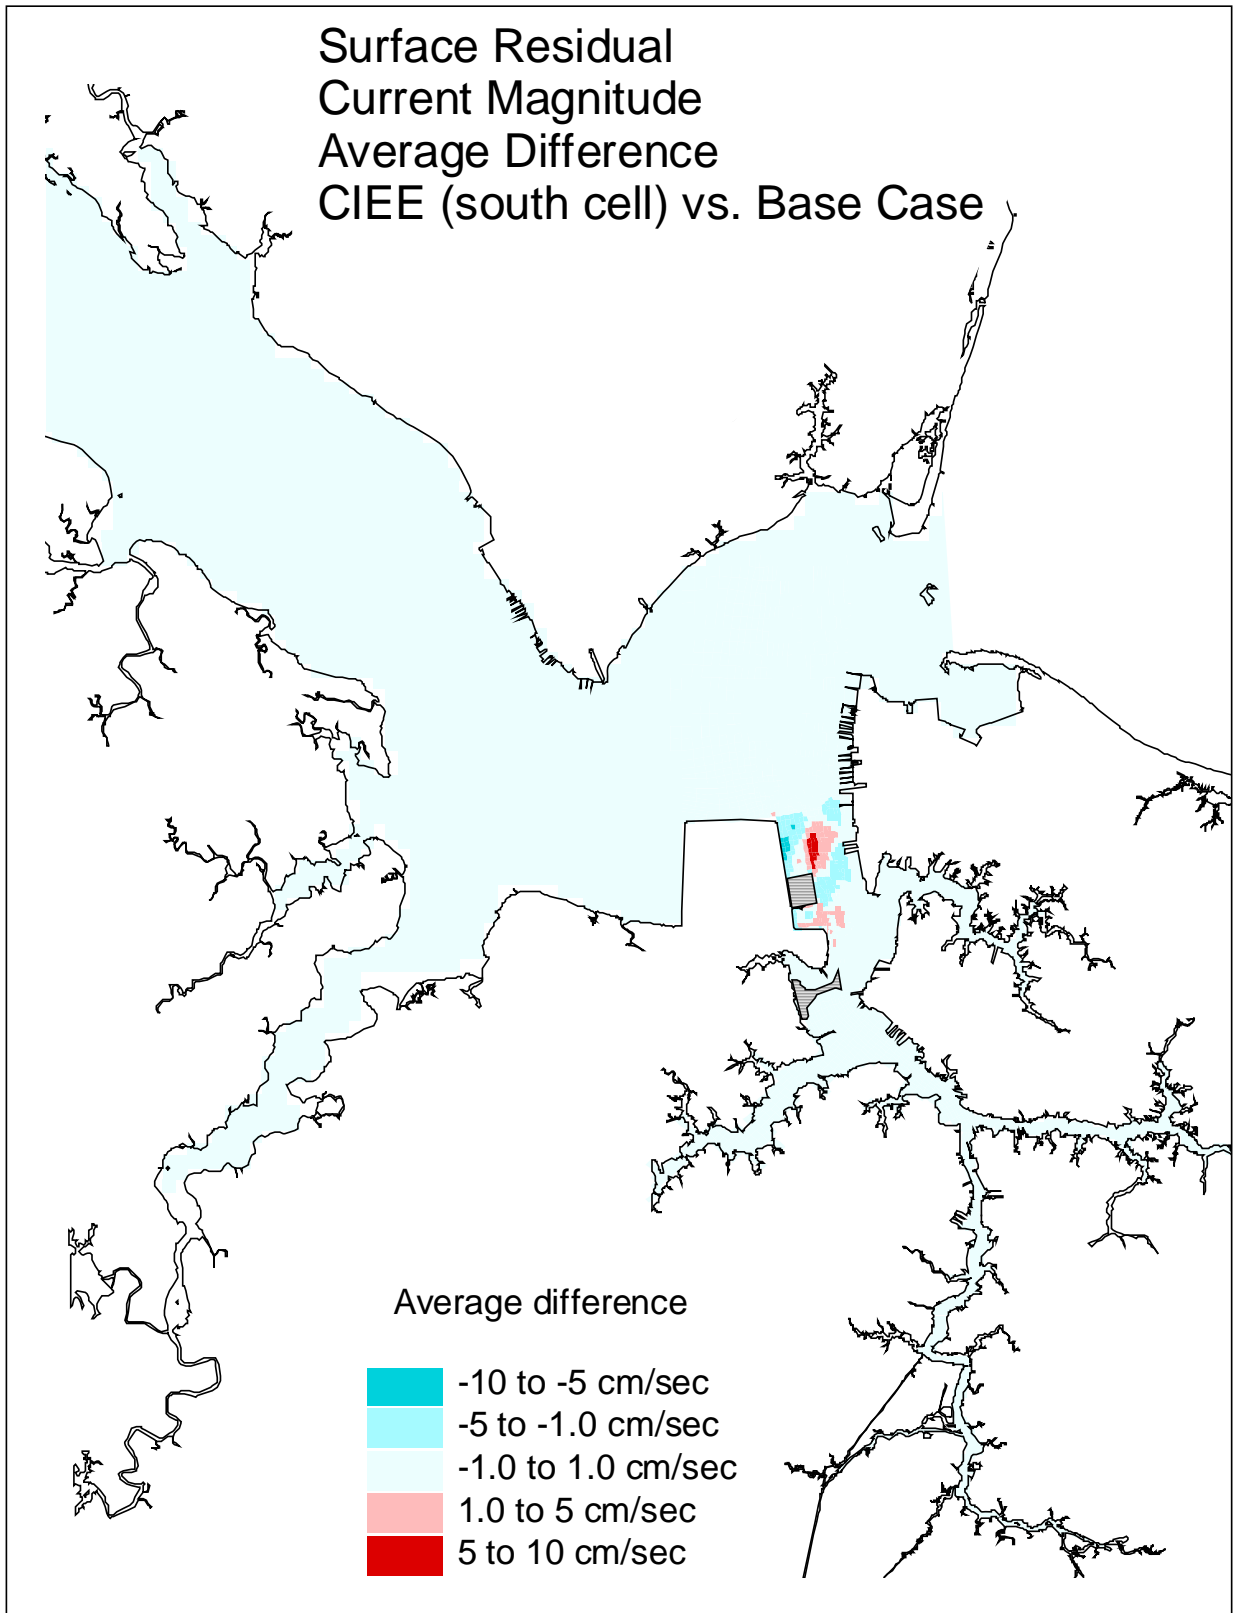 Surface Residual
Current Magnitude
Average Difference
CIEE (south cell) vs. Base Case
Average difference
-10 to -5 cm/sec
-5 to -1.0 cm/sec
-1.0 to 1.0 cm/sec
1.0 to 5 cm/sec
5 to 10 cm/sec